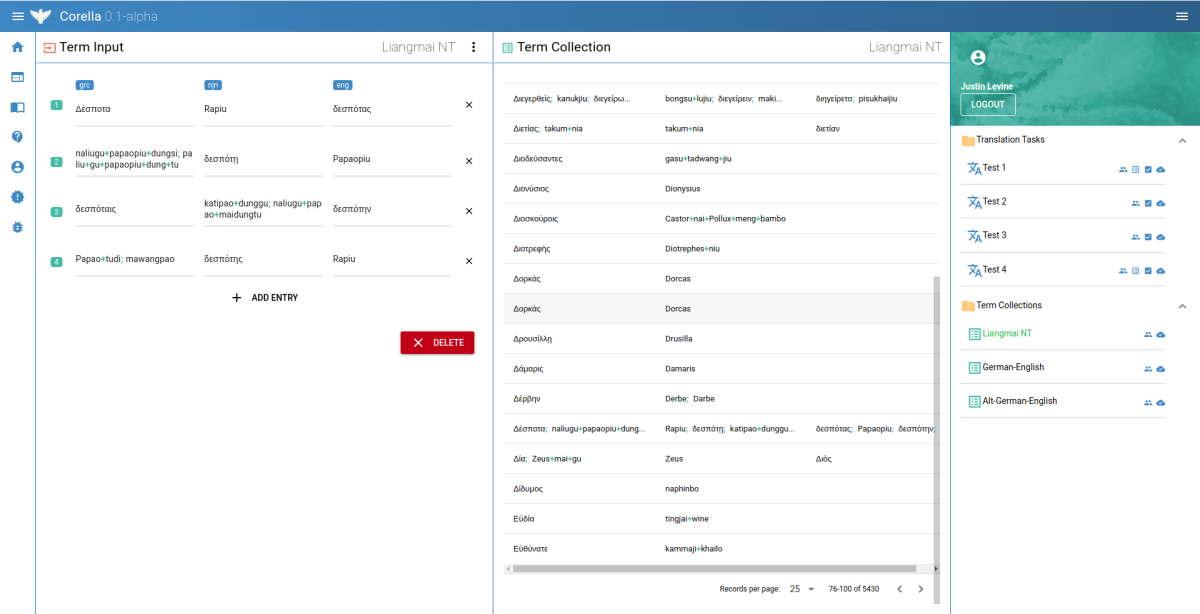 Corella 0.1-alpha
Term Input
Liangmai NT
grc
njn
eng
1
Δέσποτα
Rapiu
δεσπότας
2
naliugu+papaopiu+dungsi; pa
liu+gu+papaopiu+dung+tu
δεσπότῃ
Papaopiu
3
δεσπόταις
katipao+dunggu; naliugu+pap
ao+maidungtu
δεσπότην
4
Papao+tudi; mawangpao
δεσπότης
Rapiu
ADD ENTRY
DELETE
Term Collection
Liangmai NT
Διεγερθείς; kanukjiu; διεγείρω...
bongsu+lujiu; διεγείρειν; maki...
διηγείρετο; pisukhaijiu
Διετίας; takum+nia
takum+nia
διετίαν
Διοδεύσαντες
gasu+tadwang+jiu
Διονύσιος
Dionysius
Διοσκούροις
Castor+nai+Pollux+meng+bambo
Διοτρεφής
Diotrephes+niu
Δορκάς
Dorcas
Δορκάς
Dorcas
Δρουσίλλῃ
Drusilla
Δάμαρις
Damaris
Δέρβην
Derbe; Darbe
Δέσποτα; naliugu+papaopiu+dung...
Rapiu; δεσπότῃ; katipao+dunggu...
δεσπότας; Papaopiu; δεσπότην;
Δία; Zeus+mai+gu
Zeus
Διός
Δίδυμος
naphinbo
Εὐδία
tingjai+wine
Εὐθύνατε
kammaji+khailo
Records per page:
25
76-100 of 5430
Justin Levine
LOGOUT
Translation Tasks
Test 1
Test 2
Test 3
Test 4
Term Collections
Liangmai NT
German-English
Alt-German-English